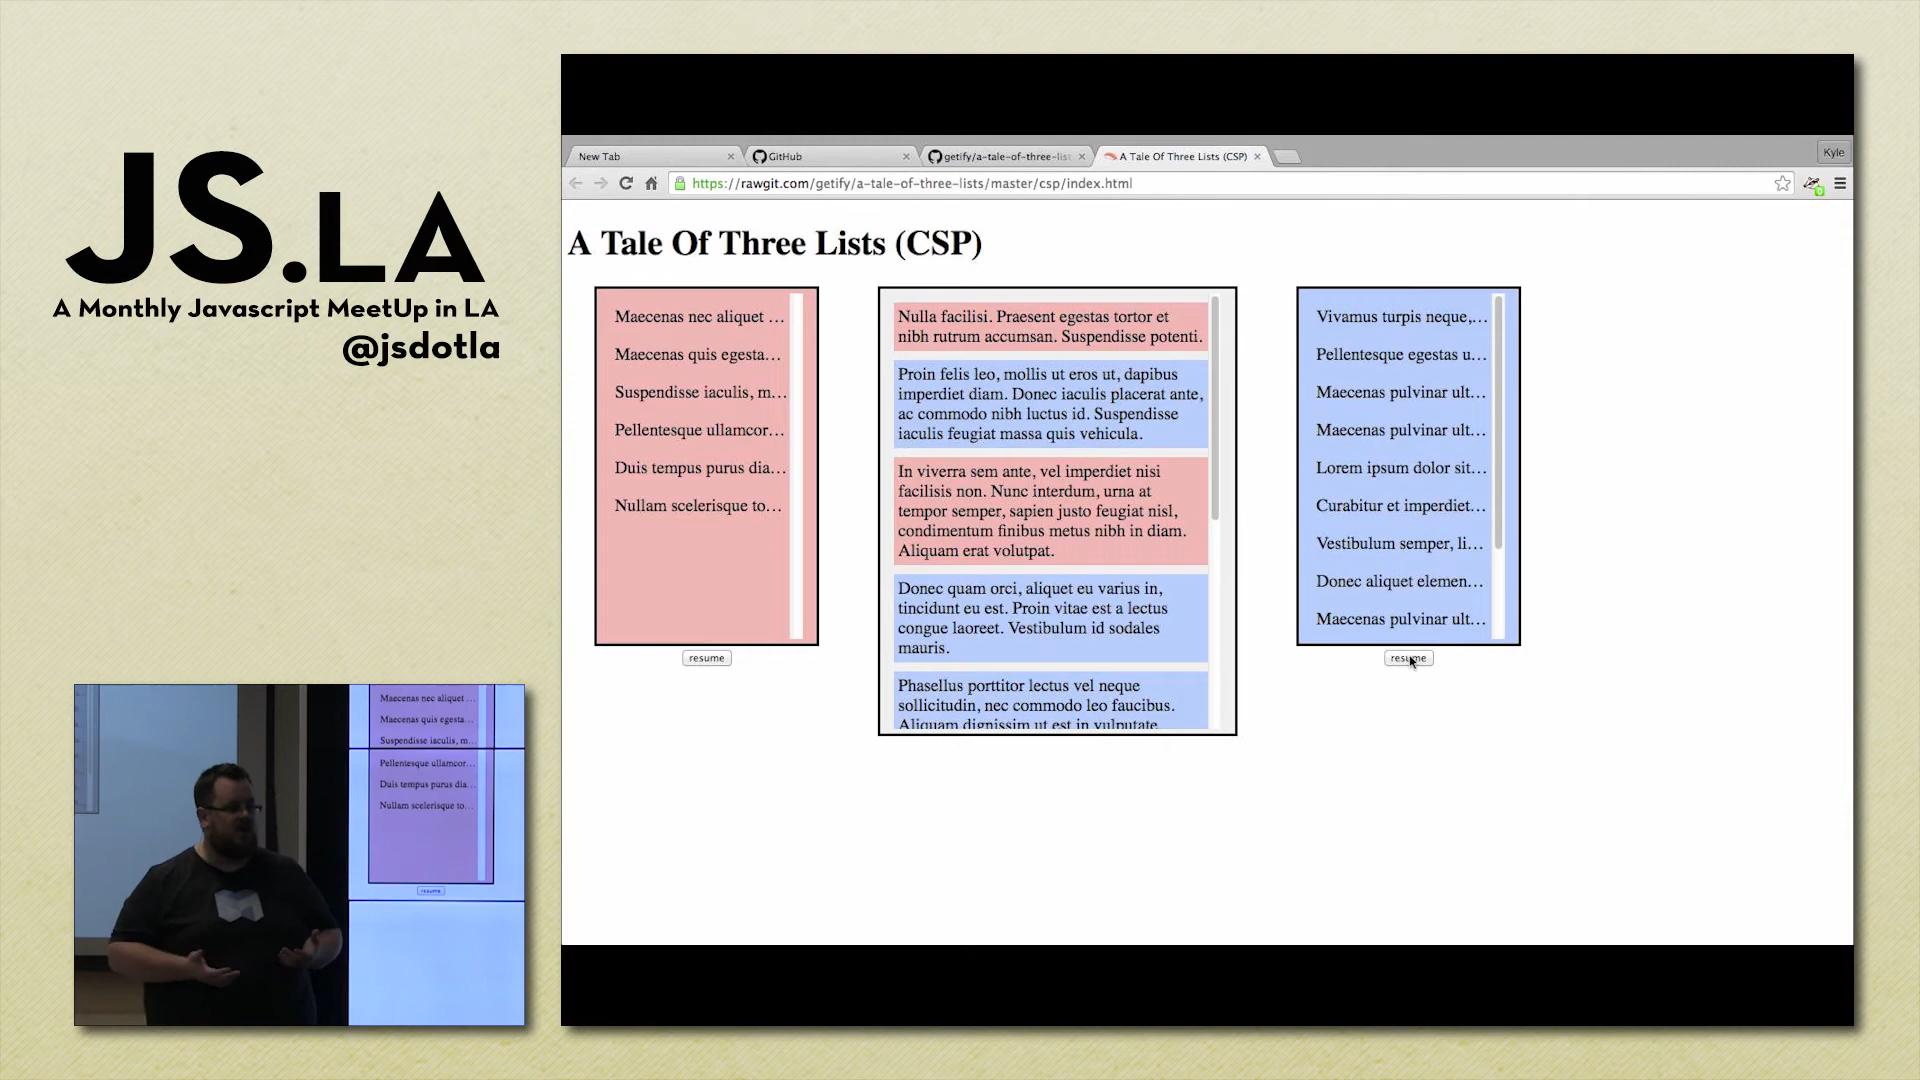 JS.LA
A Monthly Javascript MeetUp in LA
@jsdotla
New Tab
GitHub
getify/a-tale-of-three-list
A Tale Of Three Lists (CSP)
Kyle
https://rawgit.com/getify/a-tale-of-three-lists/master/csp/index.html
A Tale Of Three Lists (CSP)
Maecenas nec aliquet …
Maecenas quis egesta…
Suspendisse iaculis, m…
Pellentesque ullamcor…
Duis tempus purus dia…
Nullam scelerisque to…
resume
Nulla facilisi. Praesent egestas tortor et
nibh rutrum accumsan. Suspendisse potenti.
Proin felis leo, mollis ut eros ut, dapibus
imperdiet diam. Donec iaculis placerat ante,
ac commodo nibh luctus id. Suspendisse
iaculis feugiat massa quis vehicula.
In viverra sem ante, vel imperdiet nisi
facilisis non. Nunc interdum, urna at
tempor semper, sapien justo feugiat nisl,
condimentum finibus metus nibh in diam.
Aliquam erat volutpat.
Donec quam orci, aliquet eu varius in,
tincidunt eu est. Proin vitae est a lectus
congue laoreet. Vestibulum id sodales
mauris.
Phasellus porttitor lectus vel neque
sollicitudin, nec commodo leo faucibus.
Aliquam dignissim ut est in vulputate.
Vivamus turpis neque,…
Pellentesque egestas u…
Maecenas pulvinar ult…
Maecenas pulvinar ult…
Lorem ipsum dolor sit…
Curabitur et imperdiet…
Vestibulum semper, li…
Donec aliquet elemen…
Maecenas pulvinar ult…
resume
Maecenas nec aliquet …
Maecenas quis egesta…
Suspendisse iaculis, m…
Pellentesque ullamcor…
Duis tempus purus dia…
Nullam scelerisque to…
resume